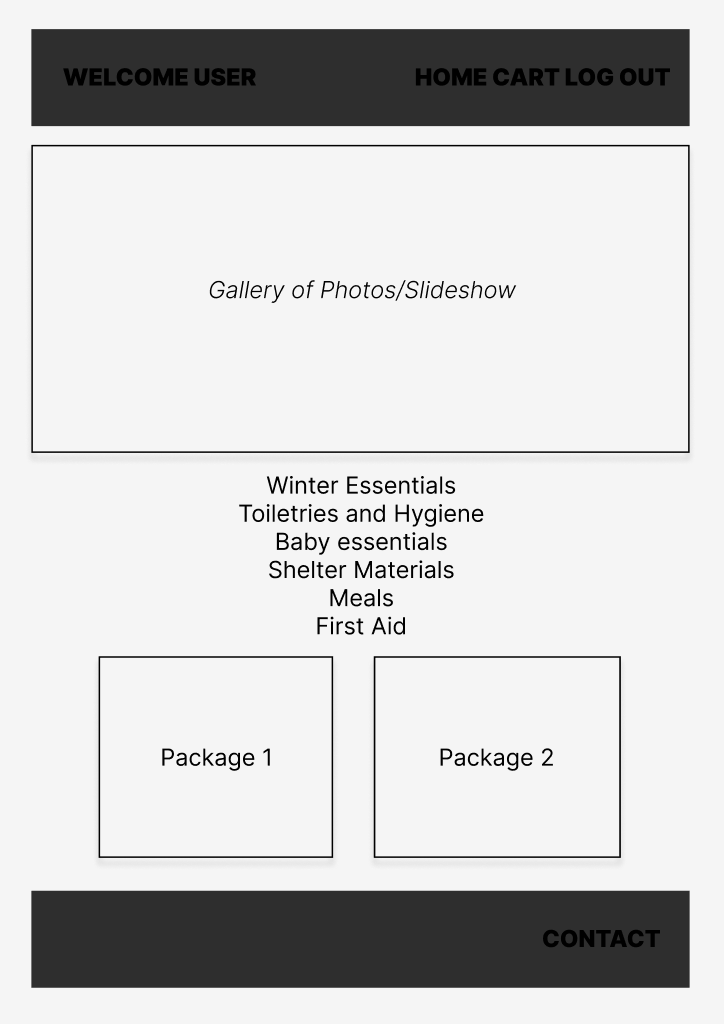 WELCOME USER
HOME CART LOG OUT
Gallery of Photos/Slideshow
Winter Essentials
Toiletries and Hygiene
Baby essentials
Shelter Materials
Meals
First Aid
Package 1
Package 2
CONTACT